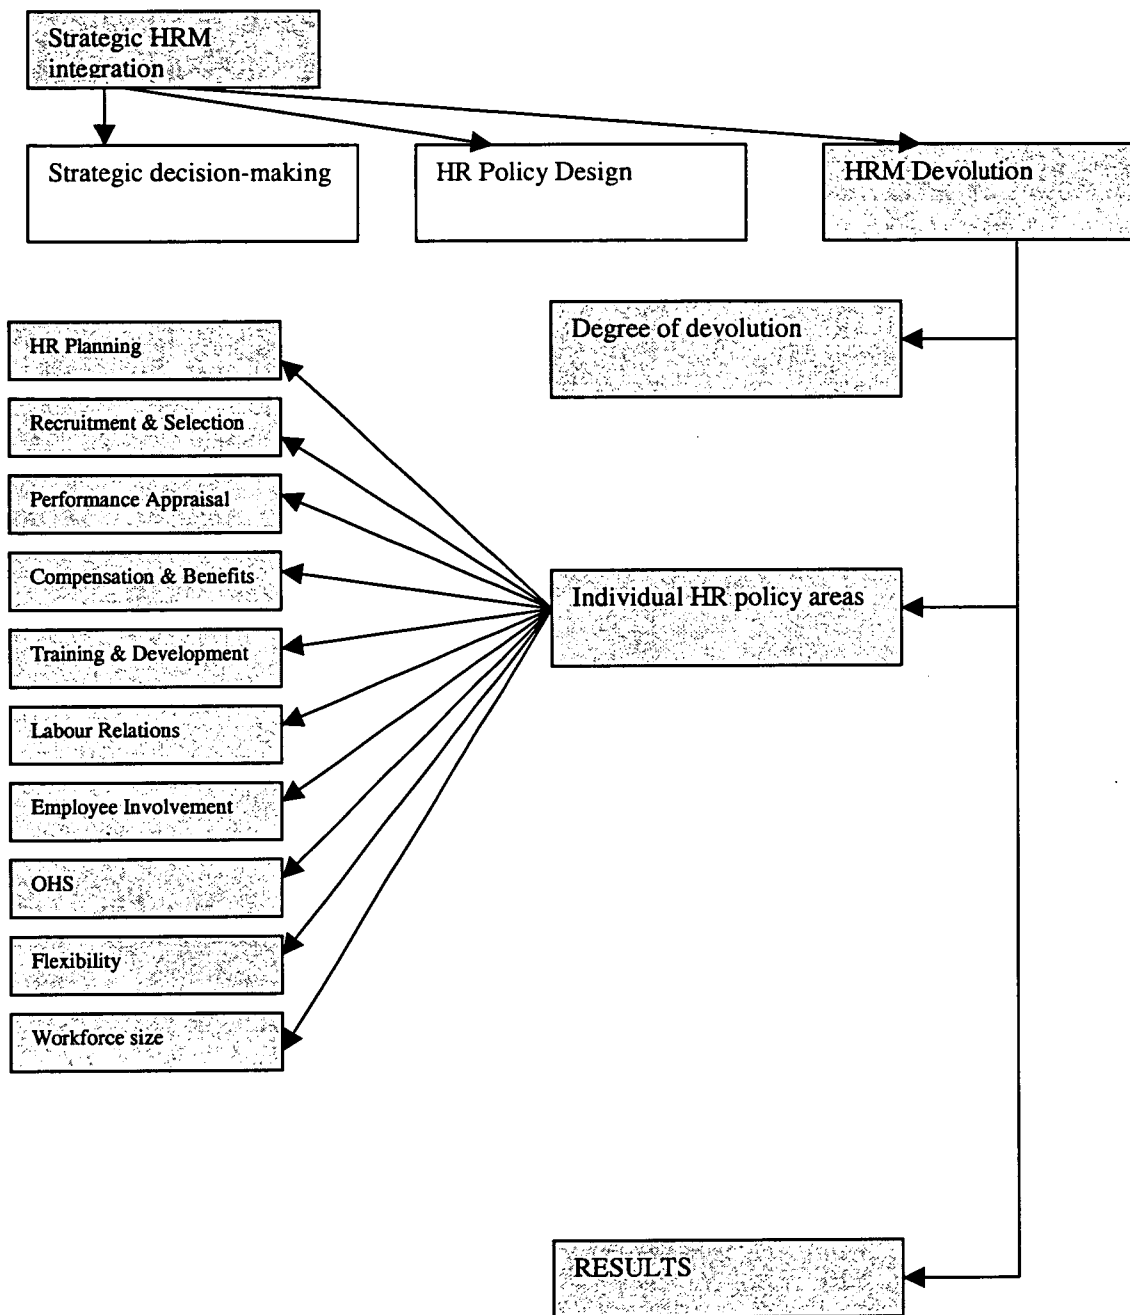 Strategic HRM
integration
Strategic decision-making
HR Policy Design
HRM Devolution
Degree of devolution
HR Planning
Recruitment & Selection
Performance Appraisal
Compensation & Benefits
Individual HR policy areas
Training & Development
Labour Relations
Employee Involvement
OHS
Flexibility
Workforce size
RESULTS